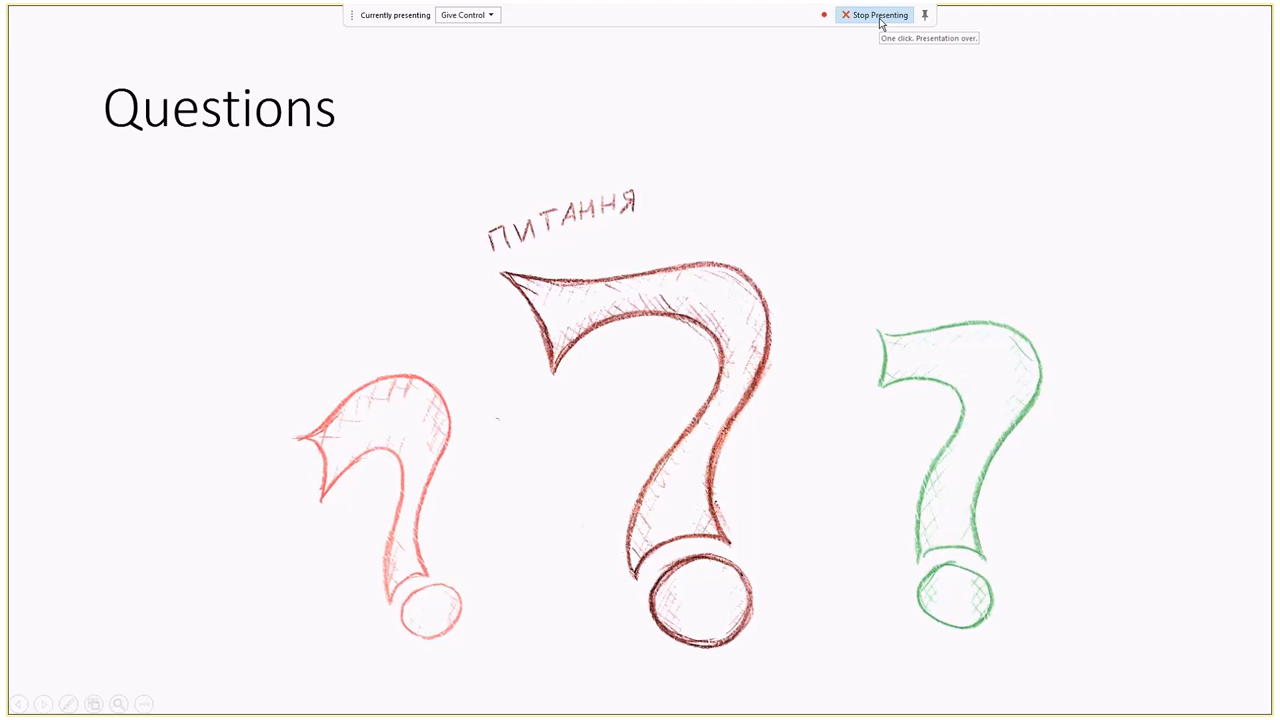 Currently presenting Give Control Stop Presenting
One click. Presentation over.
Questions
ПИТАННЯ